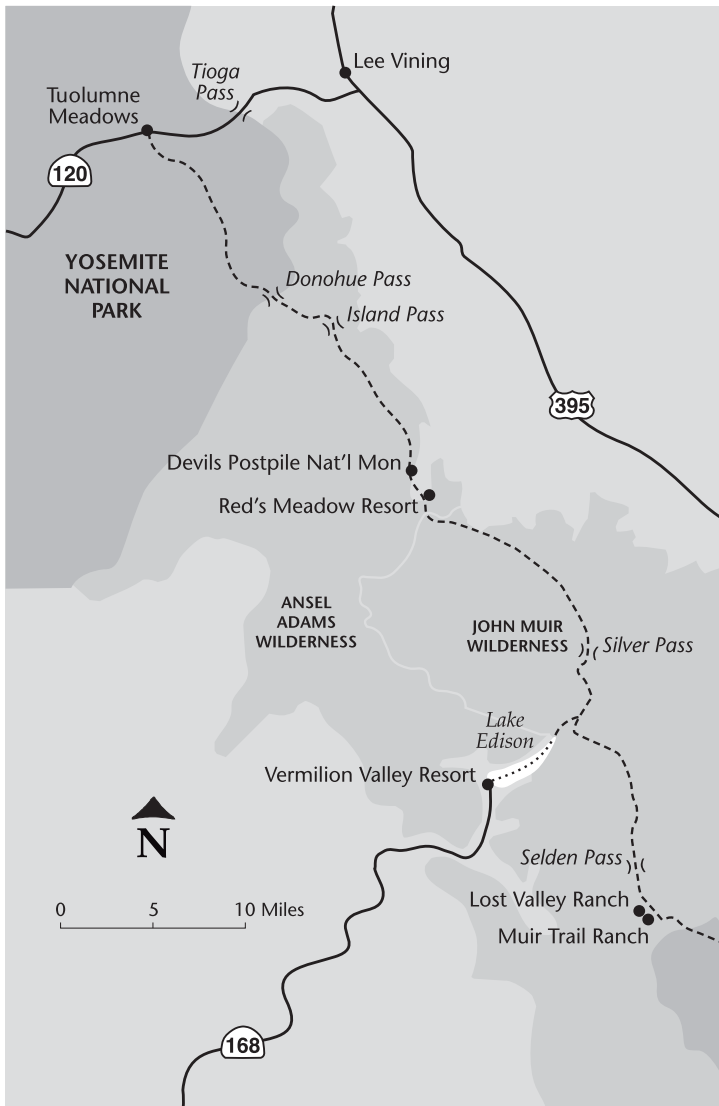 Lee Vining
Tioga
Pass
Tuolumne
Meadows
120
YOSEMITE
NATIONAL
PARK
Donohue Pass
Island Pass
395
Devils Postpile Nat'l Mon
Red's Meadow Resort
ANSEL
ADAMS
WILDERNESS
JOHN MUIR
WILDERNESS
Silver Pass
Lake
Edison
Vermilion Valley Resort
N
Selden Pass
0 5 10 Miles
Lost Valley Ranch
Muir Trail Ranch
168